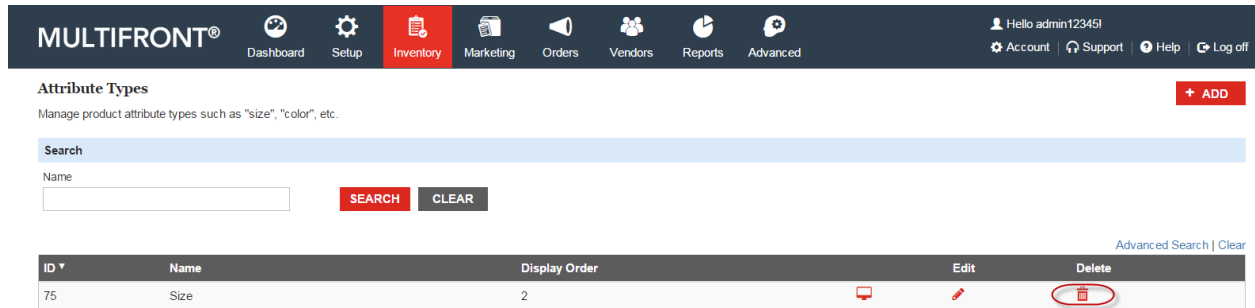 MULTIFRONT®
Dashboard Setup Inventory Marketing Orders Vendors Reports Advanced
Hello admin12345!
Account | Support | Help | Log off
Attribute Types
+ ADD
Manage product attribute types such as "size", "color", etc.
Search
Name
SEARCH CLEAR
Advanced Search | Clear
ID Name Display Order Edit Delete
75 Size 2